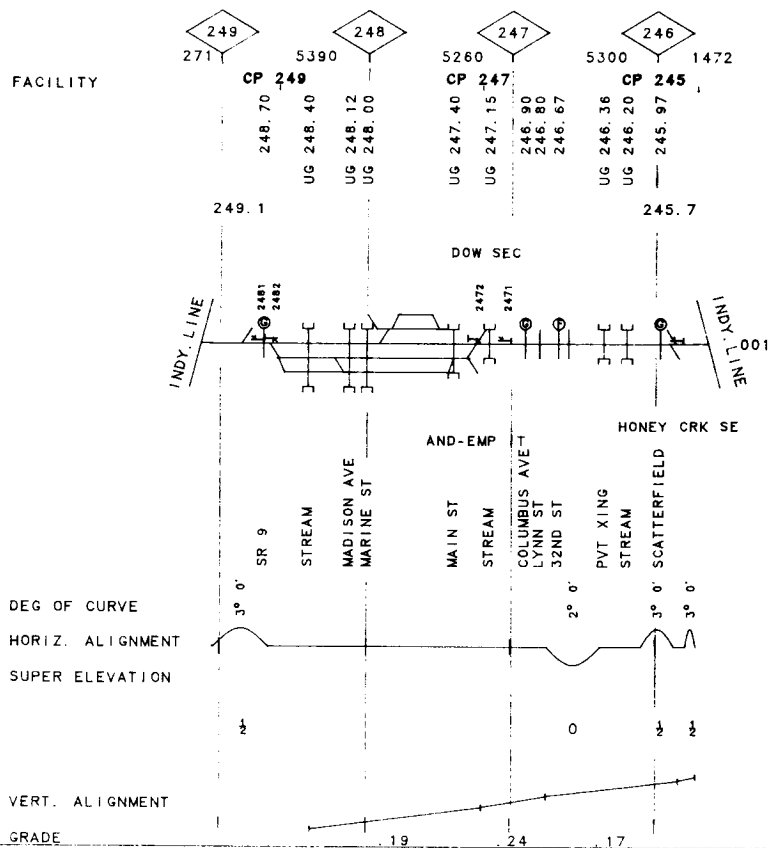 249 248 247 246
271 5390 5260 5300 1472
FACILITY
CP 249 CP 247 CP 245
248.70
UG 248.40
UG 248.12
UG 248.00
UG 247.40
UG 247.15
246.90
246.80
246.67
UG 246.36
UG 246.20
245.97
249.1 245.7
DOW SEC
INDY. LINE
G
2481
2482
2472
2471
G
F
G
INDY. LINE
001
HONEY CRK SE
AND-EMP IT
SR 9
STREAM
MADISON AVE
MARINE ST
MAIN ST
STREAM
COLUMBUS AVE
LYNN ST
32ND ST
PVT XING
STREAM
SCATTERFIELD
DEG OF CURVE 3° 0' 2° 0' 3° 0' 3° 0'
HORIZ. ALIGNMENT
SUPER ELEVATION
½ 0 ½ ½
VERT. ALIGNMENT
GRADE .19 .24 .17